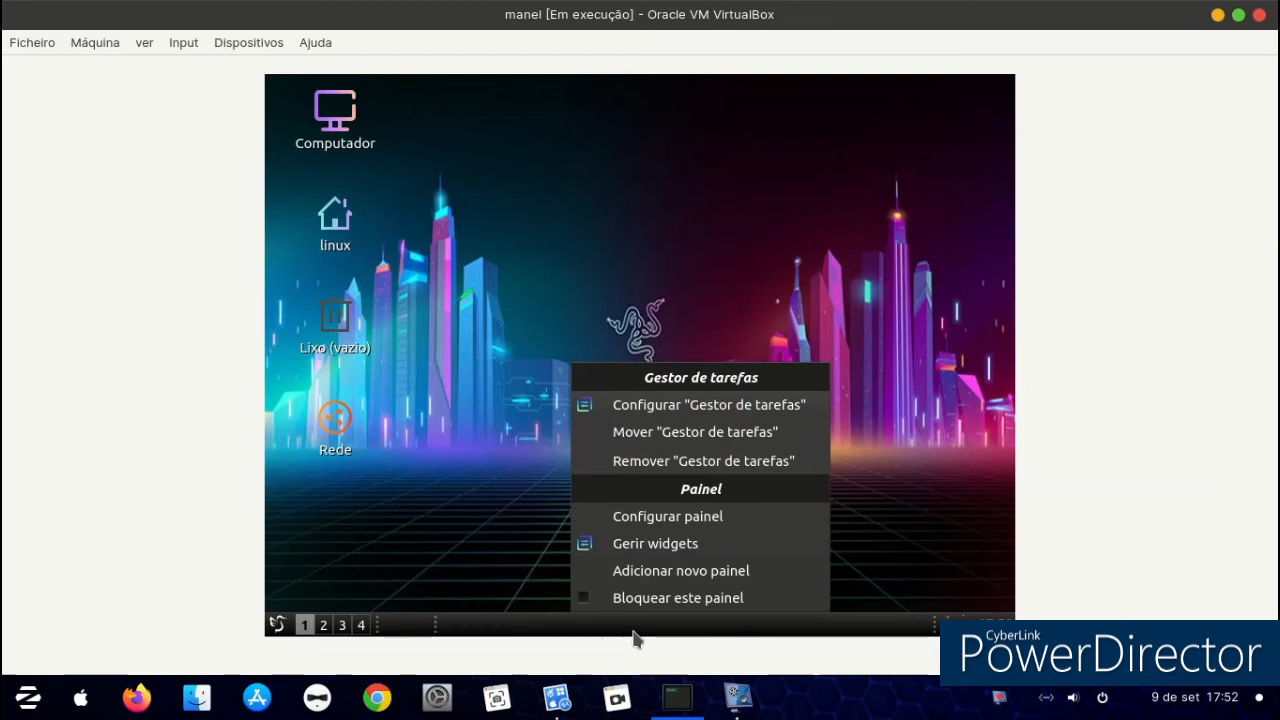 manel [Em execução] - Oracle VM VirtualBox
Ficheiro Máquina ver Input Dispositivos Ajuda
Computador
linux
Lixo (vazio)
Rede
Gestor de tarefas
Configurar "Gestor de tarefas"
Mover "Gestor de tarefas"
Remover "Gestor de tarefas"
Painel
Configurar painel
Gerir widgets
Adicionar novo painel
Bloquear este painel
1 2 3 4
CyberLink
PowerDirector
9 de set 17:52